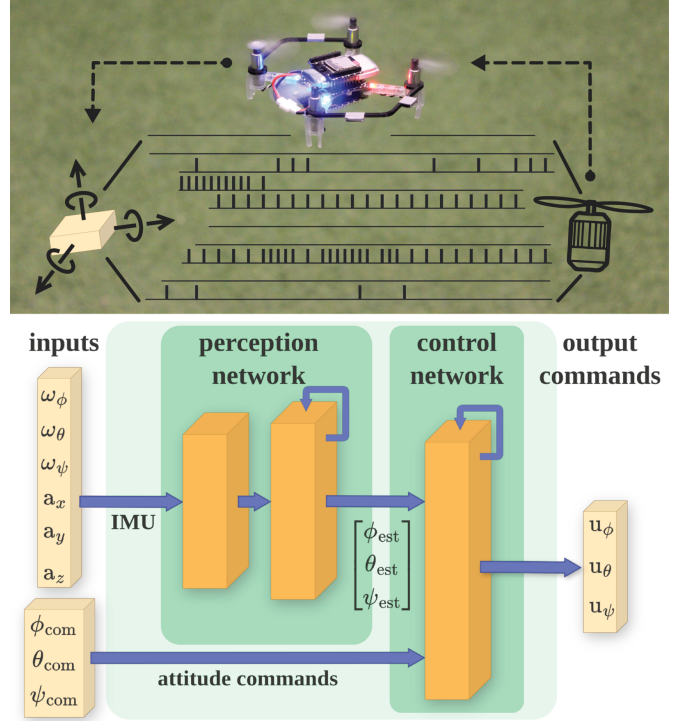 inputs
perception
network
control
network
output
commands
ω_ϕ
ω_θ
ω_ψ
a_x
a_y
a_z
IMU
ϕ_est
θ_est
ψ_est
u_ϕ
u_θ
u_ψ
ϕ_com
θ_com
ψ_com
attitude commands